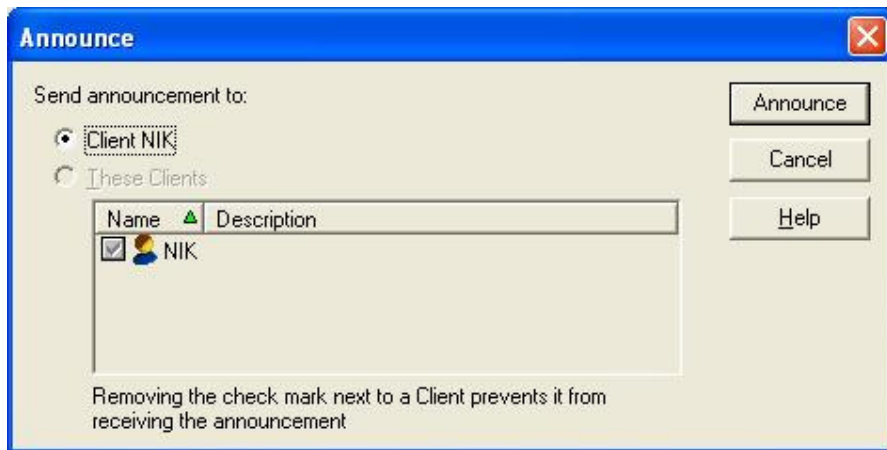 Announce
Send announcement to:
Announce
Client NIK
Cancel
These Clients
Name Description
Help
NIK
Removing the check mark next to a Client prevents it from
receiving the announcement